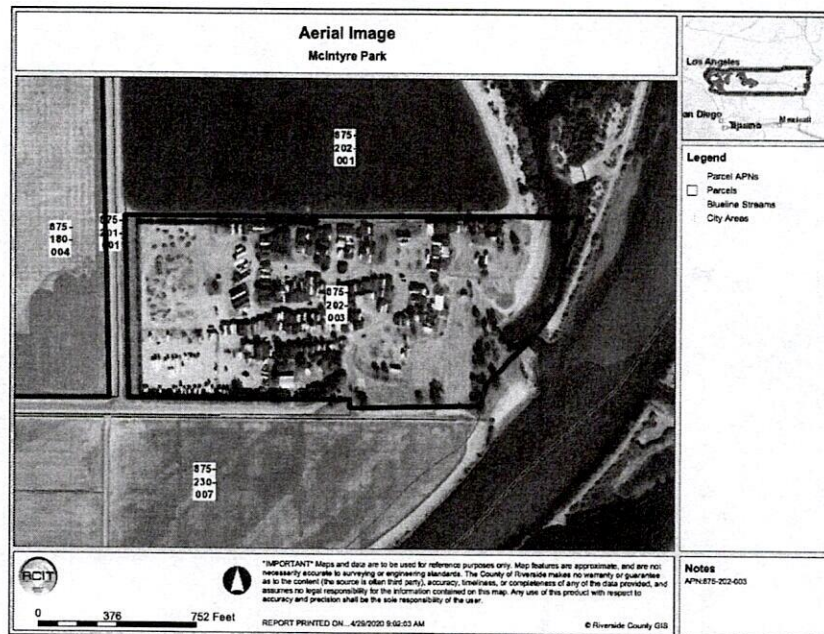 Aerial Image
McIntyre Park
875-
202-
001
875-
180-
004
875-
201-
001
875-
202-
003
875-
230-
007
Los Angeles
an Diego
Tijuana
Mexicali
Legend
Parcel APNs
Parcels
Blueline Streams
City Areas
RCIT
0 376 752 Feet
"IMPORTANT" Maps and data are to be used for reference purposes only. Map features are approximate, and are not
necessarily accurate to surveying or engineering standards. The County of Riverside makes no warranty or guarantee
as to the content (the source is often third party), accuracy, timeliness, or completeness of any of the data provided, and
assumes no legal responsibility for the information contained on this map. Any use of this product with respect to
accuracy and precision shall be the sole responsibility of the user.
REPORT PRINTED ON... 4/29/2020 9:02:03 AM
© Riverside County GIS
Notes
APN:875-202-003